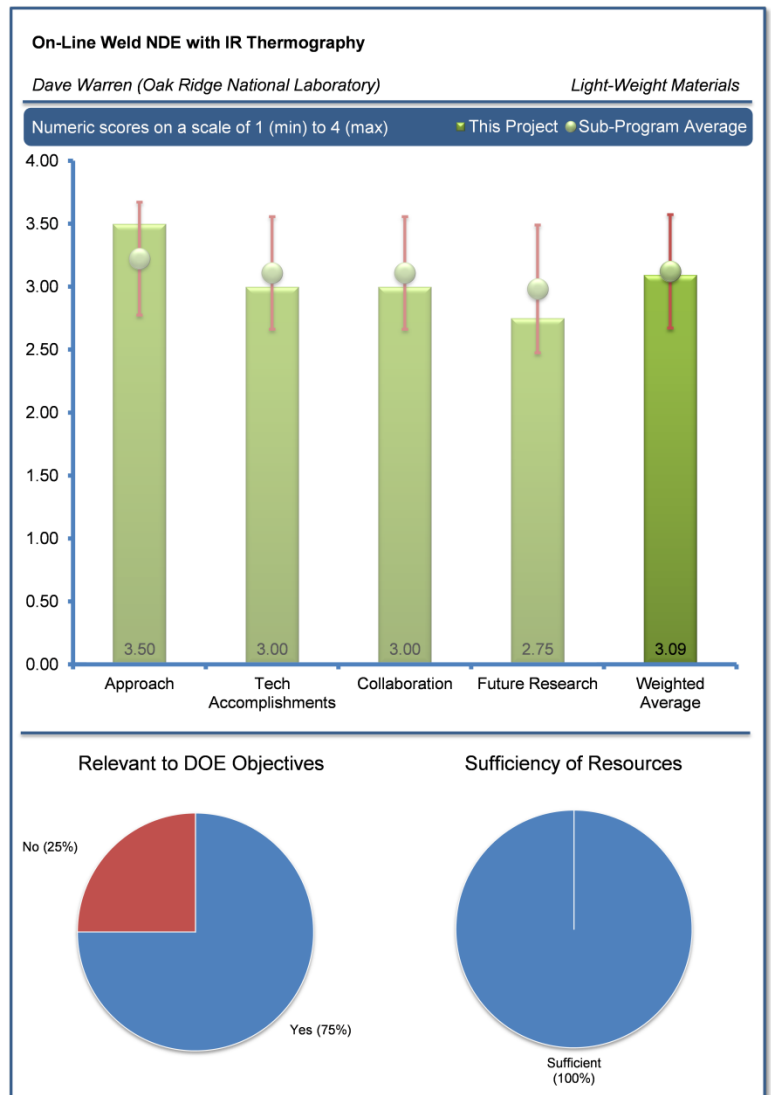 On-Line Weld NDE with IR Thermography
Dave Warren (Oak Ridge National Laboratory) Light-Weight Materials
Numeric scores on a scale of 1 (min) to 4 (max) This Project Sub-Program Average
4.00
3.50
3.00
2.50
2.00
1.50
1.00
0.50
0.00
3.50 3.00 3.00 2.75 3.09
Approach
Tech
Accomplishments
Collaboration
Future Research
Weighted
Average
Relevant to DOE Objectives
No (25%)
Yes (75%)
Sufficiency of Resources
Sufficient
(100%)